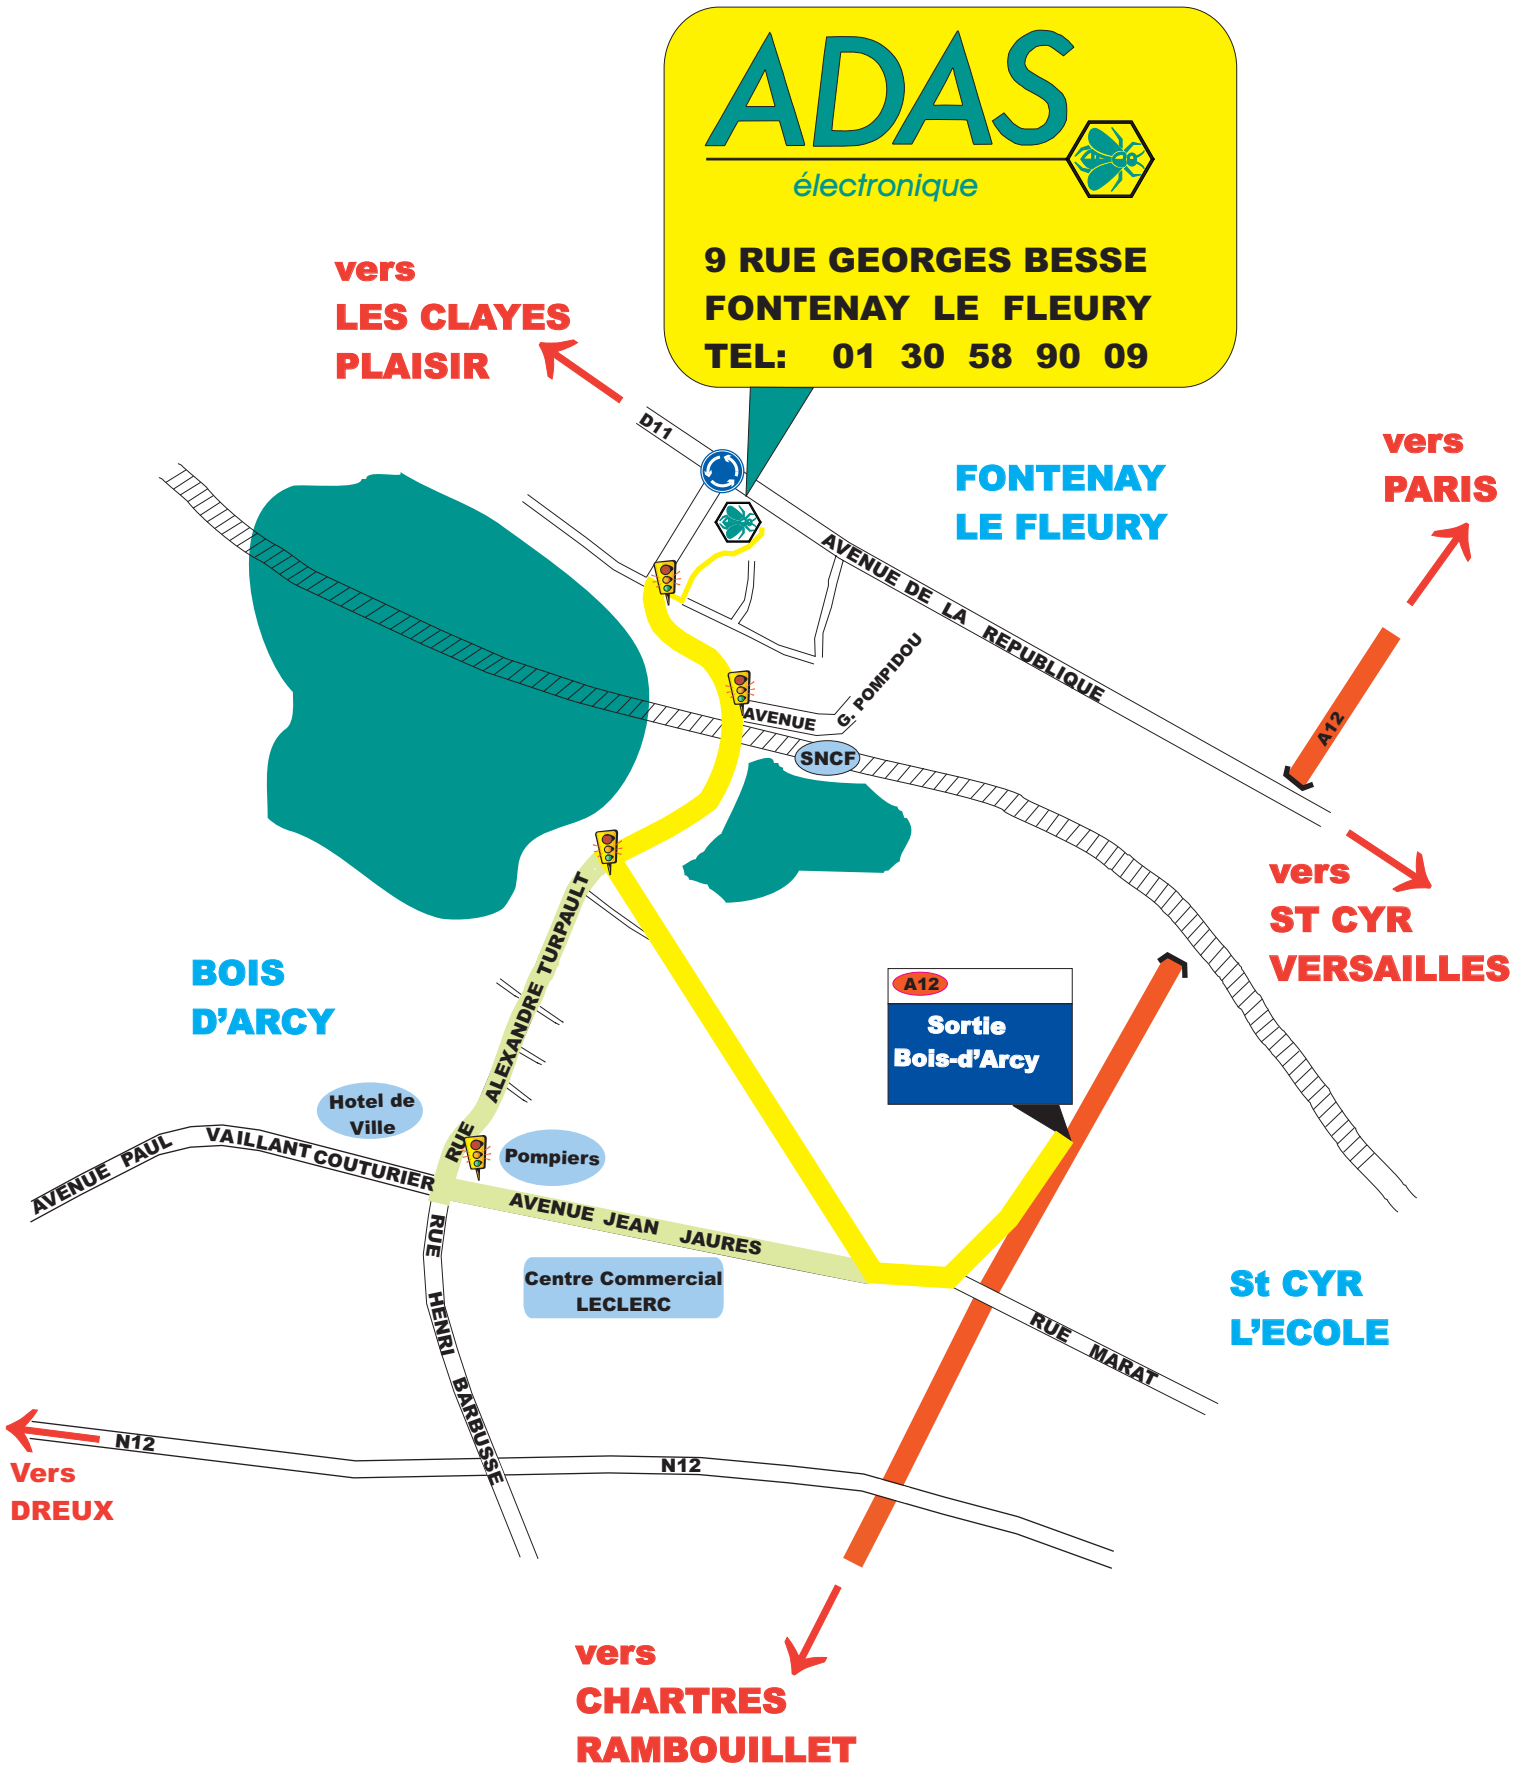 ADAS
électronique
9 RUE GEORGES BESSE
FONTENAY LE FLEURY
TEL: 01 30 58 90 09
vers
LES CLAYES
PLAISIR
D11
vers
PARIS
FONTENAY
LE FLEURY
AVENUE DE LA REPUBLIQUE
A12
AVENUE G. POMPIDOU
SNCF
vers
ST CYR
VERSAILLES
BOIS
D’ARCY
A12
Sortie
Bois-d’Arcy
RUE ALEXANDRE TURPAULT
Hotel de
Ville
Pompiers
AVENUE PAUL VAILLANT COUTURIER
AVENUE JEAN JAURES
Centre Commercial
LECLERC
RUE HENRI BARBUSSE
St CYR
L’ECOLE
RUE MARAT
N12
N12
Vers
DREUX
vers
CHARTRES
RAMBOUILLET